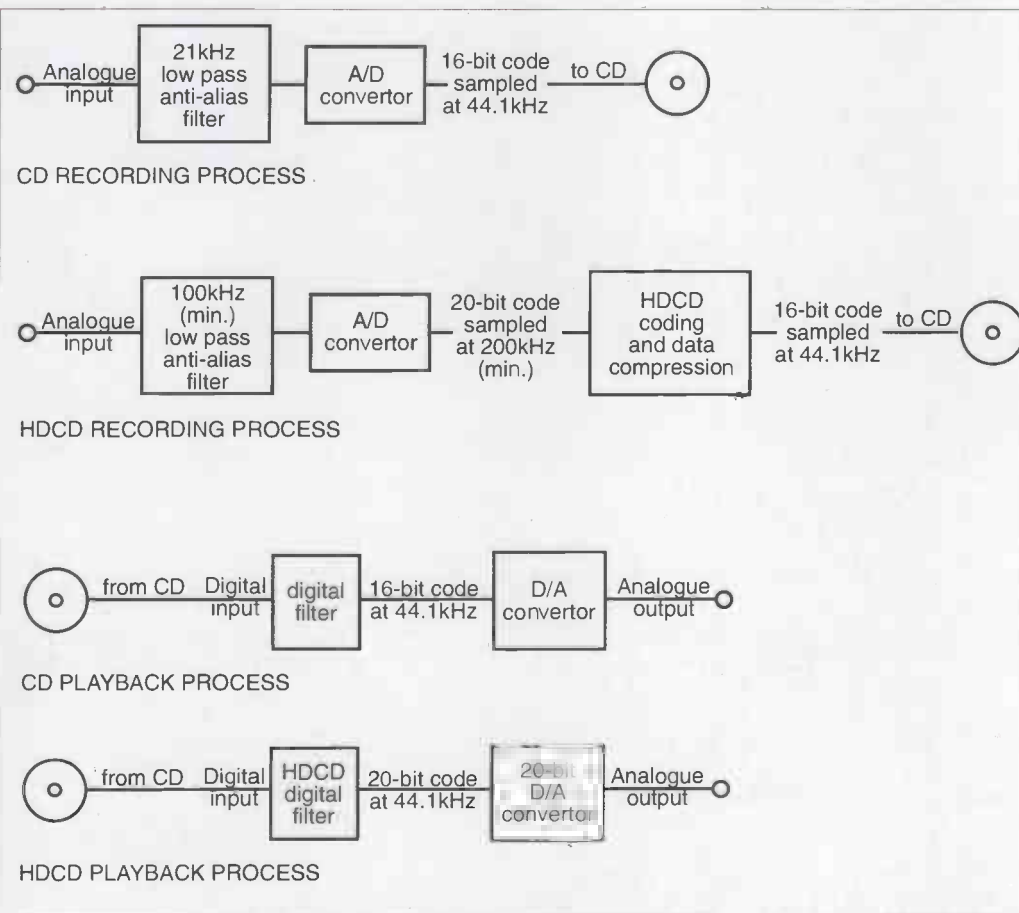 Analogue
input
21kHz
low pass
anti-alias
filter
A/D
convertor
16-bit code
sampled
at 44.1kHz
to CD
CD RECORDING PROCESS
Analogue
input
100kHz
(min.)
low pass
anti-alias
filter
A/D
convertor
20-bit code
sampled
at 200kHz
(min.)
HDCD
coding
and data
compression
16-bit code
sampled
at 44.1kHz
to CD
HDCD RECORDING PROCESS
from CD
Digital
input
digital
filter
16-bit code
at 44.1kHz
D/A
convertor
Analogue
output
CD PLAYBACK PROCESS
from CD
Digital
input
HDCD
digital
filter
20-bit code
at 44.1kHz
20-bit
D/A
convertor
Analogue
output
HDCD PLAYBACK PROCESS